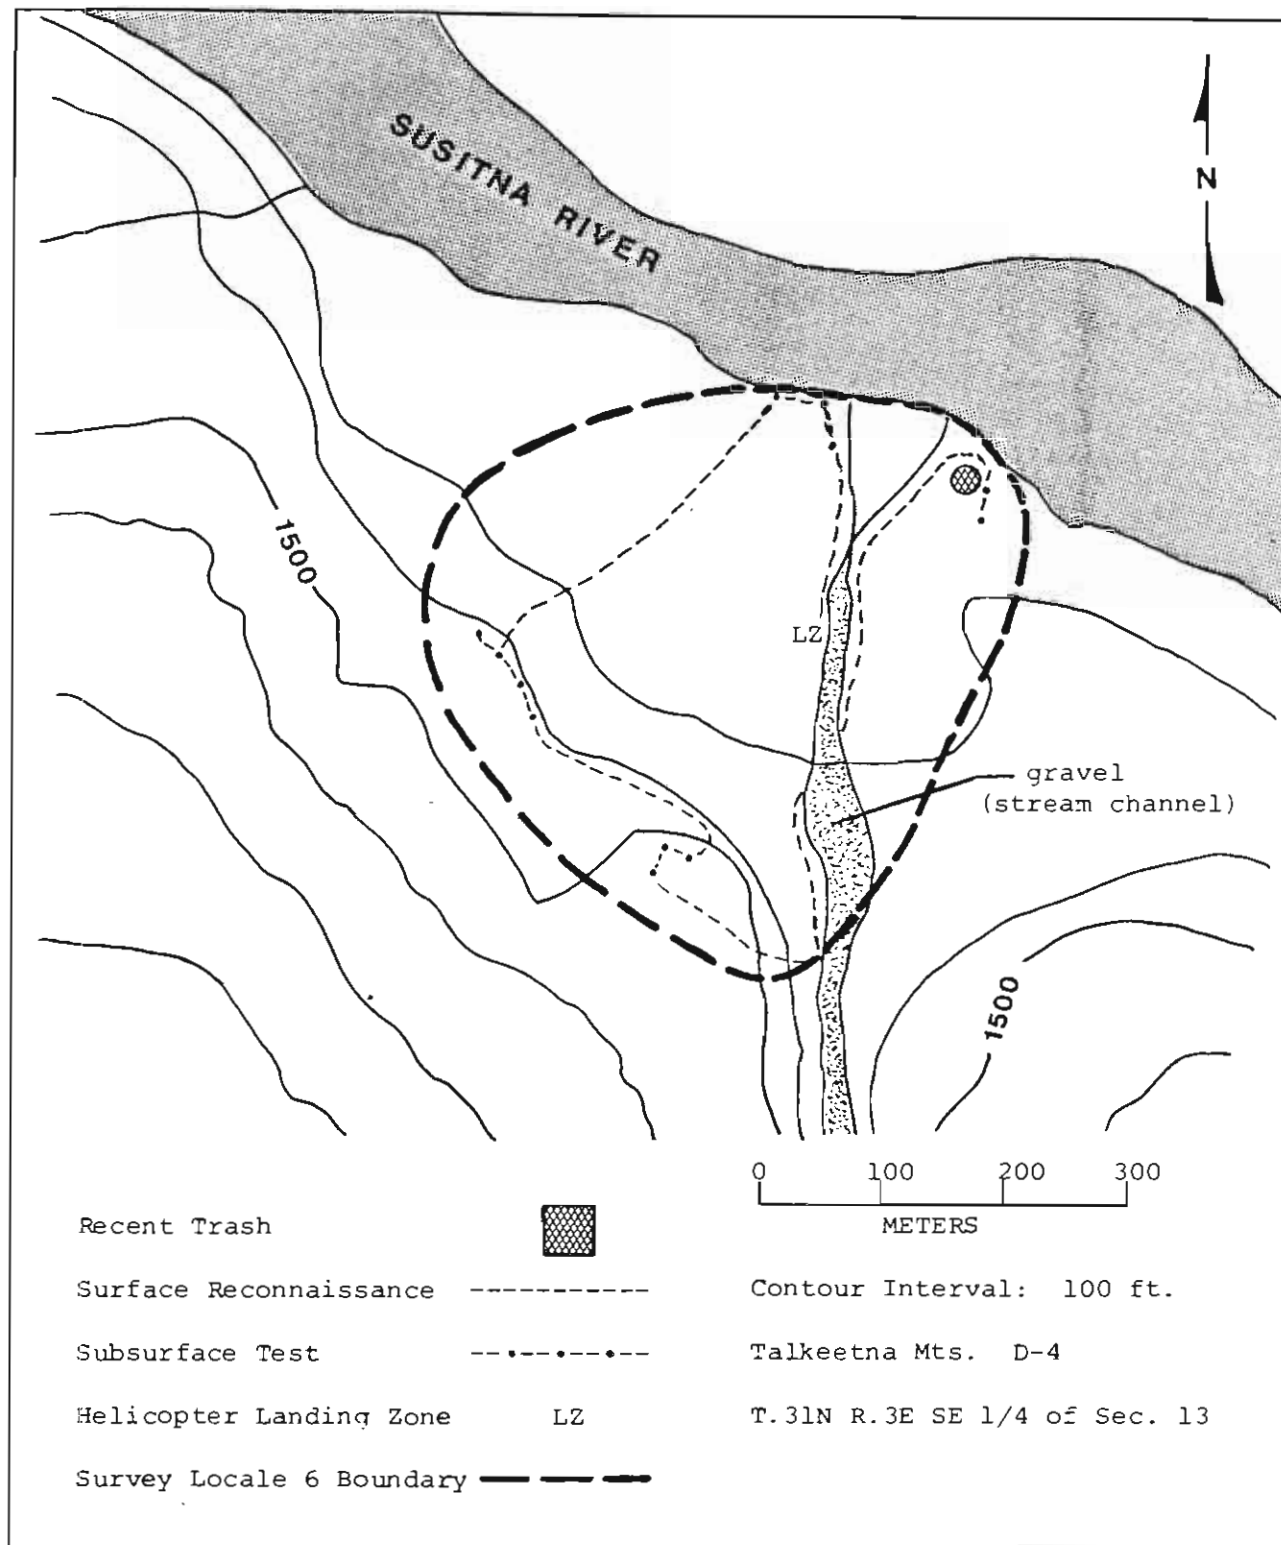 SUSITNA RIVER
N
1500
LZ
gravel
(stream channel)
1500
0 100 200 300
METERS
Recent Trash
Surface Reconnaissance
Contour Interval: 100 ft.
Subsurface Test
Talkeetna Mts. D-4
Helicopter Landing Zone LZ
T.31N R.3E SE 1/4 of Sec. 13
Survey Locale 6 Boundary